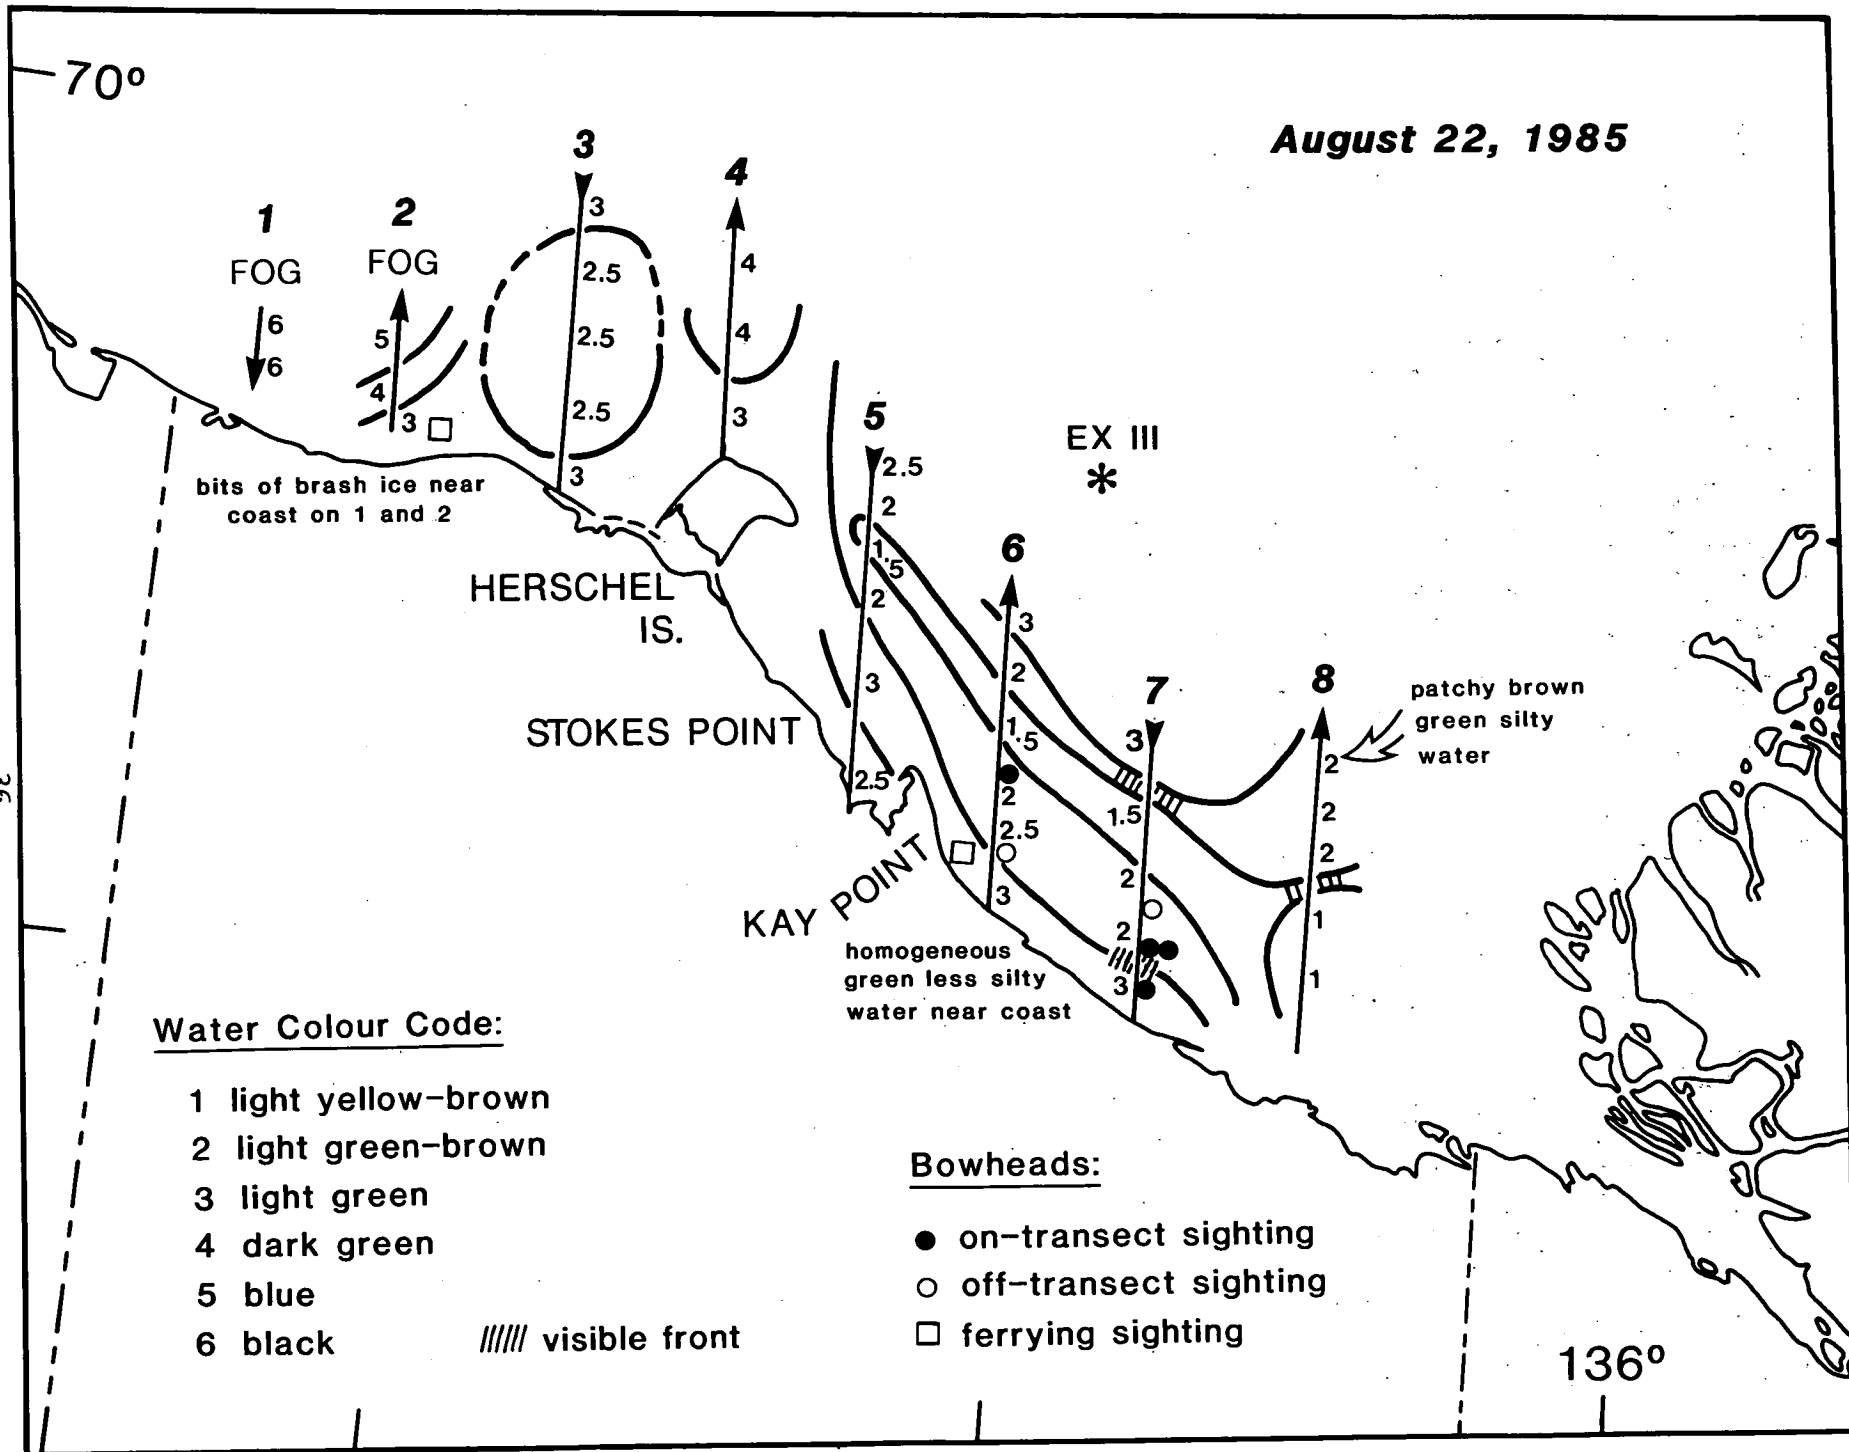 70º
August 22, 1985
1
FOG
6
6
2
FOG
5
4
3
3
3
2.5
2.5
2.5
3
4
4
4
3
bits of brash ice near
coast on 1 and 2
HERSCHEL
IS.
STOKES POINT
KAY POINT
EX III
5
2.5
2
1.5
2
3
2.5
6
3
2
1.5
2
2.5
3
7
3
1.5
2
2
3
8
2
2
2
1
1
patchy brown
green silty
water
homogeneous
green less silty
water near coast
Water Colour Code:
1 light yellow-brown
2 light green-brown
3 light green
4 dark green
5 blue
6 black
visible front
Bowheads:
on-transect sighting
off-transect sighting
ferrying sighting
136º